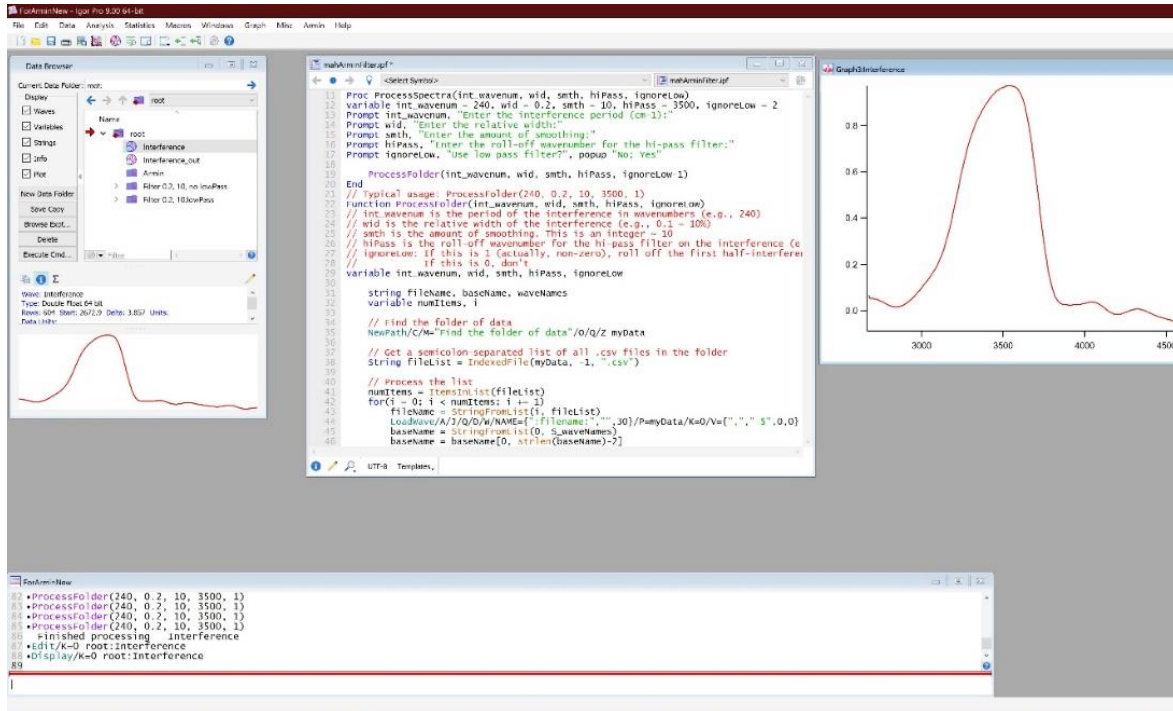 ForArminNew - Igor Pro 9.00 64-bit
File Edit Data Analysis Statistics Macros Windows Graph Misc Armin Help
Data Browser
Current Data Folder: root:
Display
Waves
Variables
Strings
Info
Plot
New Data Folder
Save Copy
Browse Expt...
Delete
Execute Cmd...
root
Name
root
Interference
Interference_out
Armin
Filter 0.2, 10, no lowPass
Filter 0.2, 10,lowPass
Filter
Wave: Interference
Type: Double Float 64 bit
Rows: 604 Start: 2672.9 Delta: 3.857 Units:
Data Units:
mahArminFilter.ipf *
<Select Symbol>
mahArminFilter.ipf
11 Proc ProcessSpectra(int_wavenum, wid, smth, hiPass, ignoreLow)
12 variable int_wavenum = 240, wid = 0.2, smth = 10, hiPass = 3500, ignoreLow = 2
13 Prompt int_wavenum, "Enter the interference period (cm-1):"
14 Prompt wid, "Enter the relative width:"
15 Prompt smth, "Enter the amount of smoothing:"
16 Prompt hiPass, "Enter the roll-off wavenumber for the hi-pass filter:"
17 Prompt ignoreLow, "Use low pass filter?", popup "No; Yes"
18
19 ProcessFolder(int_wavenum, wid, smth, hiPass, ignoreLow-1)
20 End
21 // Typical usage: ProcessFolder(240, 0.2, 10, 3500, 1)
22 Function ProcessFolder(int_wavenum, wid, smth, hiPass, ignoreLow)
23 // int_wavenum is the period of the interference in wavenumbers (e.g., 240)
24 // wid is the relative width of the interference (e.g., 0.1 = 10%)
25 // smth is the amount of smoothing. This is an integer ~ 10
26 // hiPass is the roll-off wavenumber for the hi-pass filter on the interference (e
27 // ignoreLow: If this is 1 (actually, non-zero), roll off the first half-interferen
28 // If this is 0, don't
29 variable int_wavenum, wid, smth, hiPass, ignoreLow
30
31 string fileName, baseName, waveNames
32 variable numItems, i
33
34 // Find the folder of data
35 NewPath/C/M="Find the folder of data"/O/Q/Z myData
36
37 // Get a semicolon-separated list of all .csv files in the folder
38 String fileList = IndexedFile(myData, -1, ".csv")
39
40 // Process the list
41 numItems = ItemsInList(fileList)
42 for(i = 0; i < numItems; i += 1)
43 fileName = StringFromList(i, fileList)
44 LoadWave/A/J/Q/D/W/NAME={":filename:","",30}/P=myData/K=0/V={","," $",0,0}
45 baseName = StringFromList(0, S_waveNames)
46 baseName = baseName[0, strlen(baseName)-2]
UTF-8 Templates
Graph3:Interference
0.8
0.6
0.4
0.2
0.0
3000 3500 4000 4500
ForArminNew
82 •ProcessFolder(240, 0.2, 10, 3500, 1)
83 •ProcessFolder(240, 0.2, 10, 3500, 1)
84 •ProcessFolder(240, 0.2, 10, 3500, 1)
85 •ProcessFolder(240, 0.2, 10, 3500, 1)
86 Finished processing Interference
87 •Edit/K=0 root:Interference
88 •Display/K=0 root:Interference
89